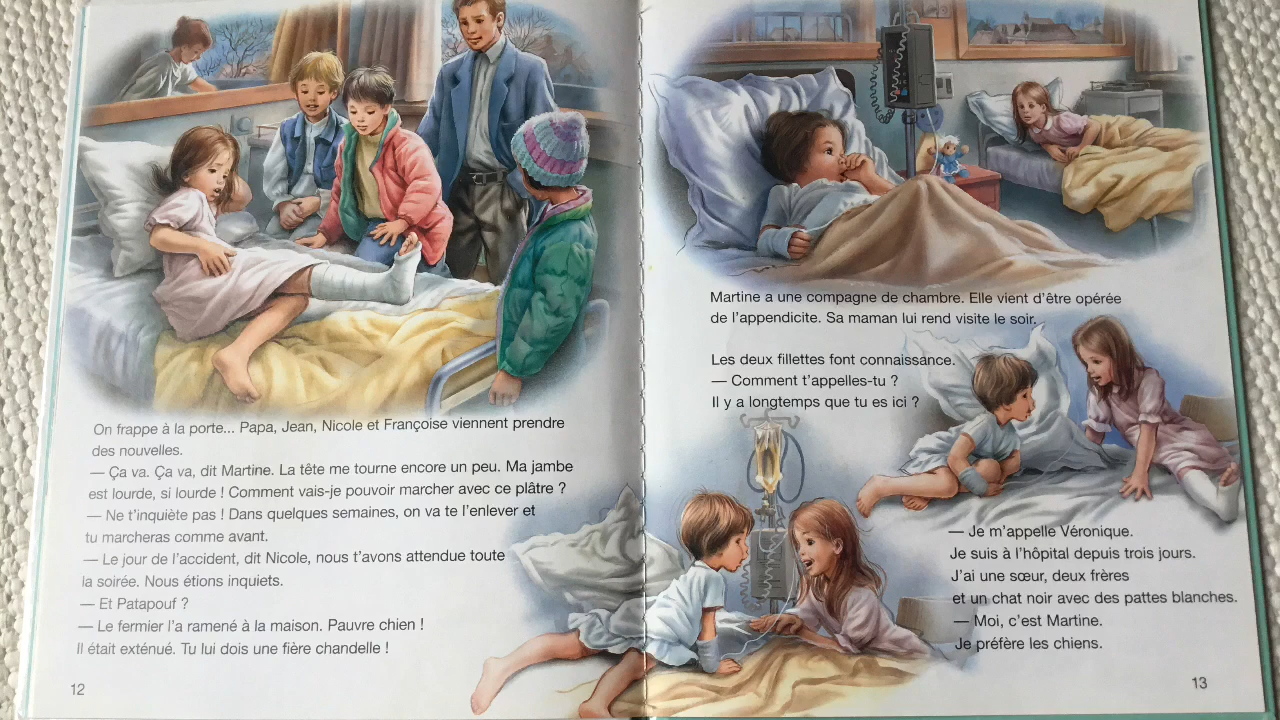 On frappe à la porte... Papa, Jean, Nicole et Françoise viennent prendre
des nouvelles.
— Ça va. Ça va, dit Martine. La tête me tourne encore un peu. Ma jambe
est lourde, si lourde ! Comment vais-je pouvoir marcher avec ce plâtre ?
— Ne t'inquiète pas ! Dans quelques semaines, on va te l'enlever et
tu marcheras comme avant.
— Le jour de l'accident, dit Nicole, nous t'avons attendue toute
la soirée. Nous étions inquiets.
— Et Patapouf ?
— Le fermier l'a ramené à la maison. Pauvre chien !
Il était exténué. Tu lui dois une fière chandelle !
12
Martine a une compagne de chambre. Elle vient d'être opérée
de l'appendicite. Sa maman lui rend visite le soir.
Les deux fillettes font connaissance.
— Comment t'appelles-tu ?
Il y a longtemps que tu es ici ?
— Je m'appelle Véronique.
Je suis à l'hôpital depuis trois jours.
J'ai une sœur, deux frères
et un chat noir avec des pattes blanches.
— Moi, c'est Martine.
Je préfère les chiens.
13